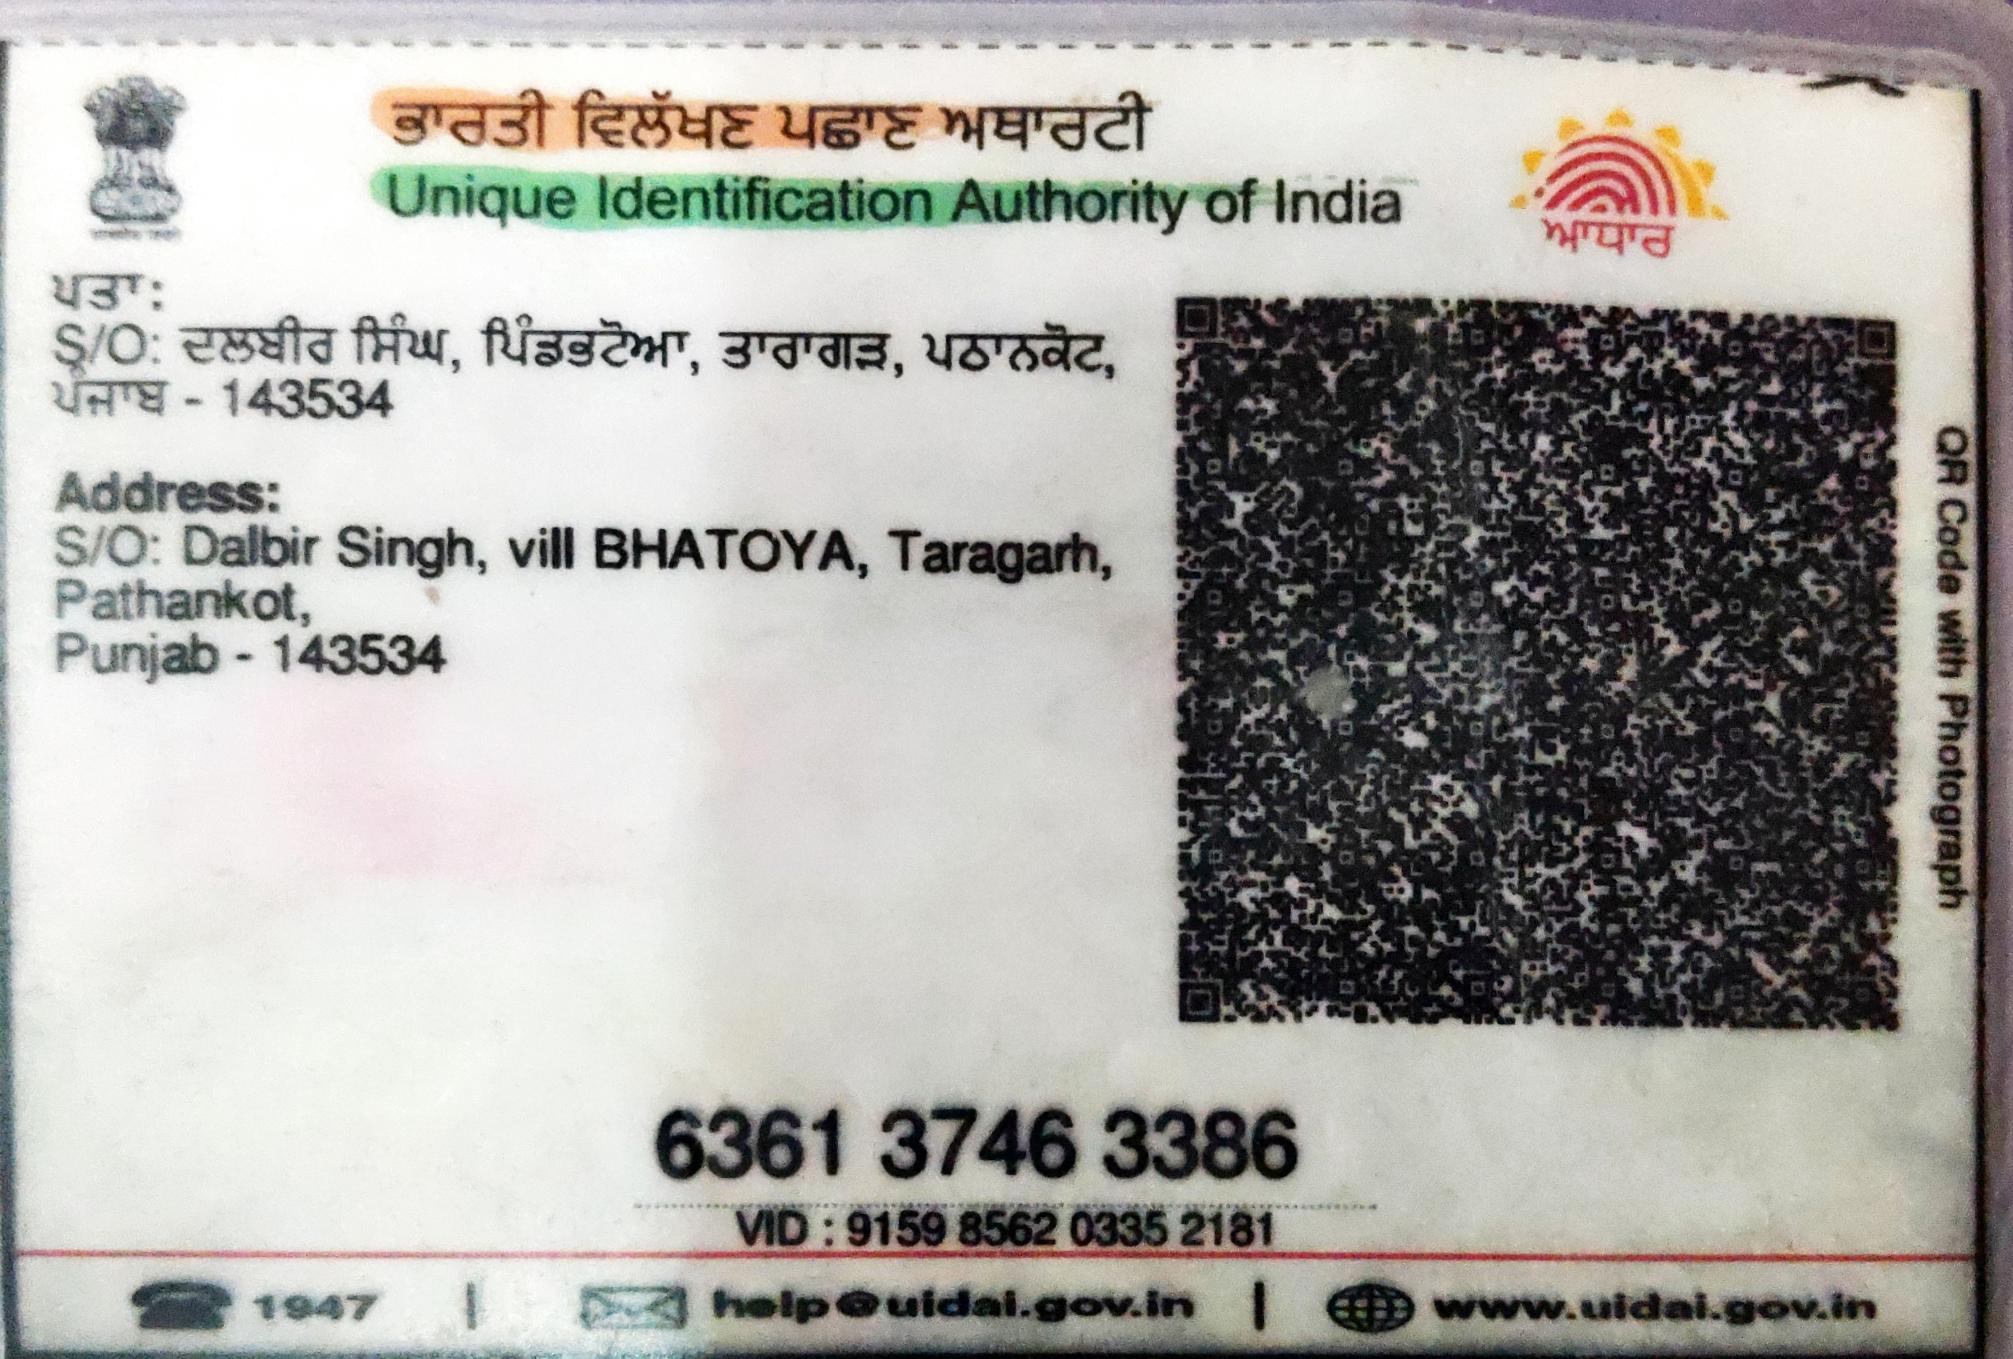 ਭਾਰਤੀ ਵਿਲੱਖਣ ਪਛਾਣ ਅਥਾਰਟੀ
Unique Identification Authority of India
ਆਧਾਰ
ਪਤਾ:
S/O: ਦਲਬੀਰ ਸਿੰਘ, ਪਿੰਡਭਟੋਆ, ਤਾਰਾਗੜ, ਪਠਾਨਕੋਟ,
ਪੰਜਾਬ - 143534
Address:
S/O: Dalbir Singh, vill BHATOYA, Taragarh,
Pathankot,
Punjab - 143534
QR Code with Photograph
6361 3746 3386
VID : 9159 8562 0335 2181
1947 | help@uidai.gov.in | www.uidai.gov.in